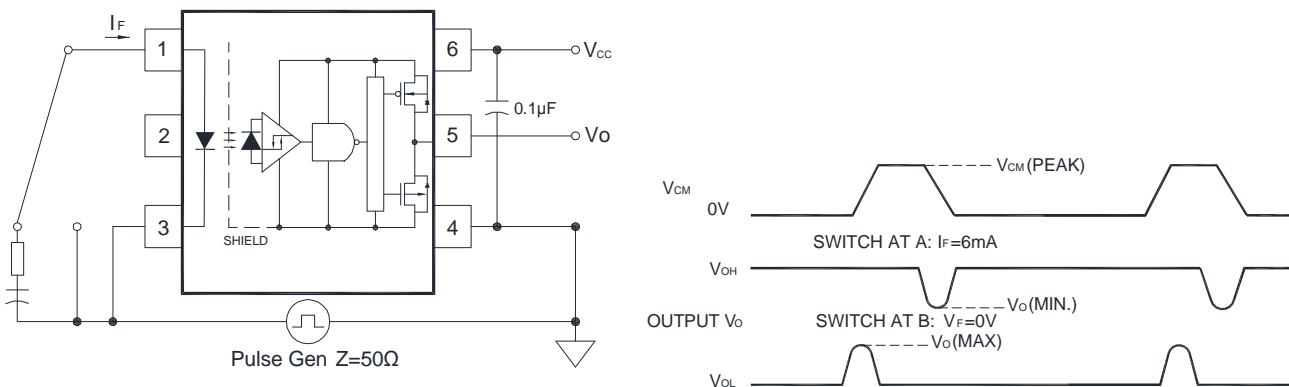 IF
1
2
3
6
5
4
VCC
0.1µF
Vo
SHIELD
Pulse Gen Z=50Ω
VCM
0V
VCM (PEAK)
SWITCH AT A: IF=6mA
VOH
VO (MIN.)
OUTPUT VO
SWITCH AT B: VF=0V
VO (MAX)
VOL